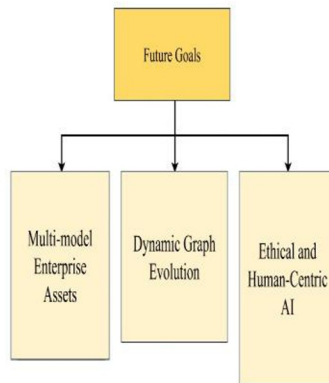 Future Goals
Multi-model
Enterprise
Assets
Dynamic Graph
Evolution
Ethical and
Human-Centric
AI